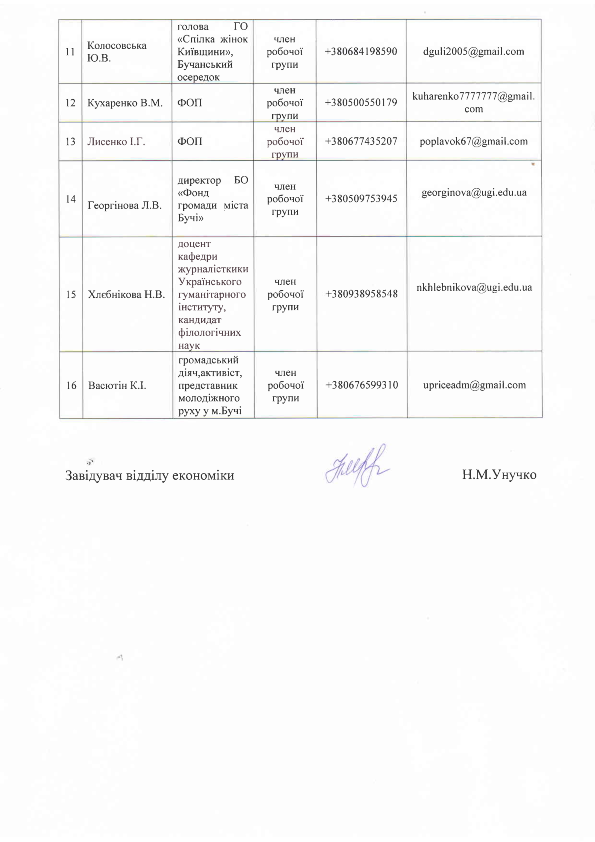 11
Колосовська
Ю.В.
голова ГО
«Спілка жінок
Київщини»,
Бучанський
осередок
член
робочої
групи
+380684198590
dguli2005@gmail.com
12
Кухаренко В.М.
ФОП
член
робочої
групи
+380500550179
kuharenko7777777@gmail.
com
13
Лисенко І.Г.
ФОП
член
робочої
групи
+380677435207
poplavok67@gmail.com
14
Георгінова Л.В.
директор БО
«Фонд
громади міста
Бучі»
член
робочої
групи
+380509753945
georginova@ugi.edu.ua
15
Хлєбнікова Н.В.
доцент
кафедри
журналісткики
Українського
гуманітарного
інституту,
кандидат
філологічних
наук
член
робочої
групи
+380938958548
nkhlebnikova@ugi.edu.ua
16
Васютін К.І.
громадський
діяч,активіст,
представник
молодіжного
руху у м.Бучі
член
робочої
групи
+380676599310
upriceadm@gmail.com
Завідувач відділу економіки
Н.М.Унучко